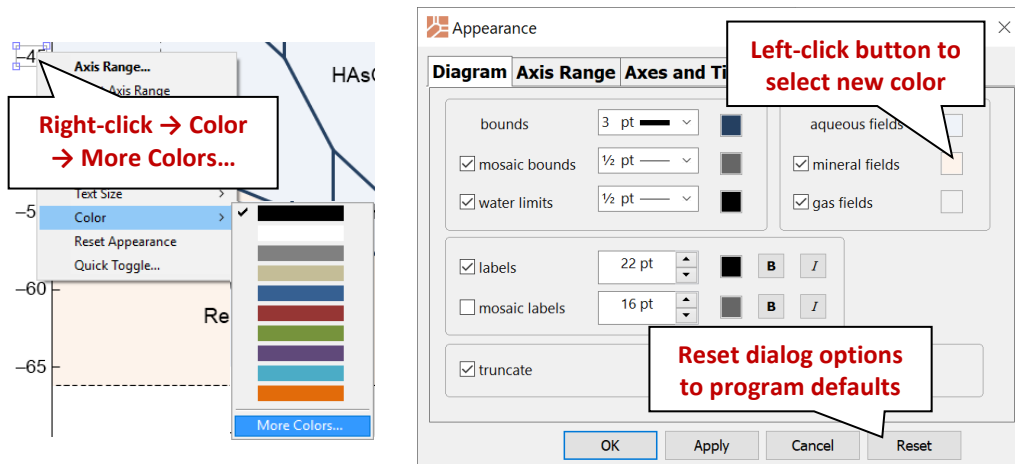 –45
Axis Range...
Axis Range
HAsO
Right-click → Color
→ More Colors...
Text Size >
–5
Color >
Reset Appearance
Quick Toggle...
–60
Re
–65
More Colors...
Appearance
Diagram Axis Range Axes and Ti
Left-click button to
select new color
bounds 3 pt
aqueous fields
mosaic bounds ½ pt
mineral fields
water limits ½ pt
gas fields
labels 22 pt B I
mosaic labels 16 pt B I
truncate
Reset dialog options
to program defaults
OK Apply Cancel Reset